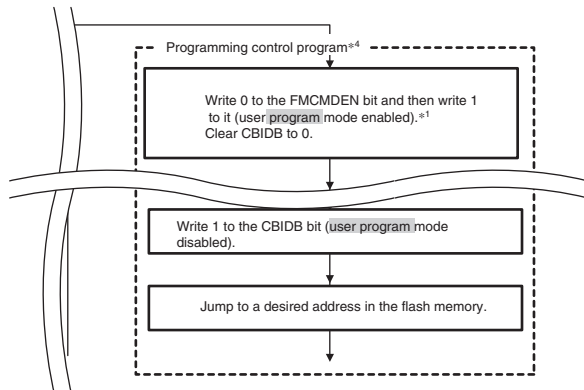 Programming control program*4
Write 0 to the FMCMDEN bit and then write 1
to it (user program mode enabled).*1
Clear CBIDB to 0.
Write 1 to the CBIDB bit (user program mode
disabled).
Jump to a desired address in the flash memory.